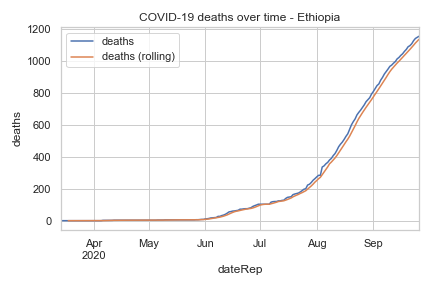 COVID-19 deaths over time - Ethiopia
deaths
deaths (rolling)
1200
1000
800
600
400
200
0
deaths
Apr
2020
May
Jun
Jul
Aug
Sep
dateRep